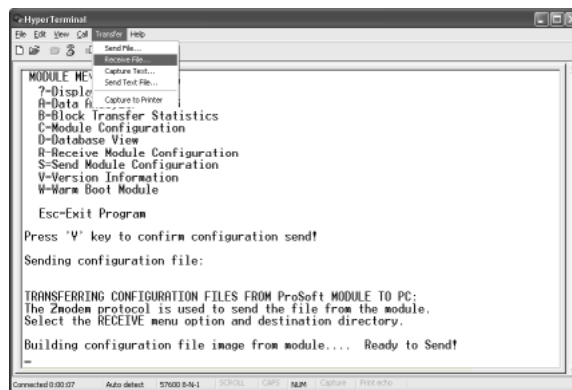 HyperTerminal
File Edit View Call Transfer Help
Send File...
Receive File...
Capture Text...
Send Text File...
Capture to Printer
MODULE ME
?=Displa
A=Data A
B=Block Transfer Statistics
C=Module Configuration
D=Database View
R=Receive Module Configuration
S=Send Module Configuration
V=Version Information
W=Warm Boot Module
Esc=Exit Program
Press 'Y' key to confirm configuration send!
Sending configuration file:
TRANSFERRING CONFIGURATION FILES FROM ProSoft MODULE TO PC:
The Zmodem protocol is used to send the file from the module.
Select the RECEIVE menu option and destination directory.
Building configuration file image from module.... Ready to Send!
Connected 0:00:07 Auto detect 57600 8-N-1 SCROLL CAPS NUM Capture Print echo